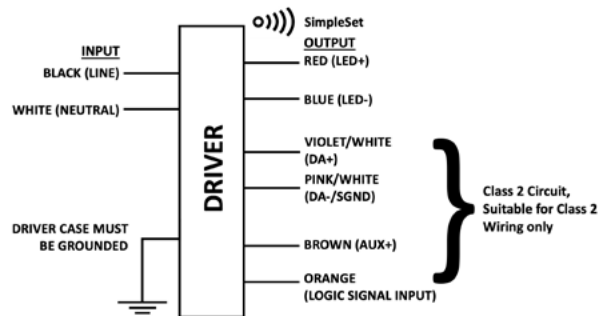 SimpleSet
INPUT
OUTPUT
BLACK (LINE)
RED (LED+)
WHITE (NEUTRAL)
BLUE (LED-)
DRIVER
VIOLET/WHITE
(DA+)
PINK/WHITE
(DA-/SGND)
DRIVER CASE MUST
BE GROUNDED
BROWN (AUX+)
ORANGE
(LOGIC SIGNAL INPUT)
Class 2 Circuit,
Suitable for Class 2
Wiring only